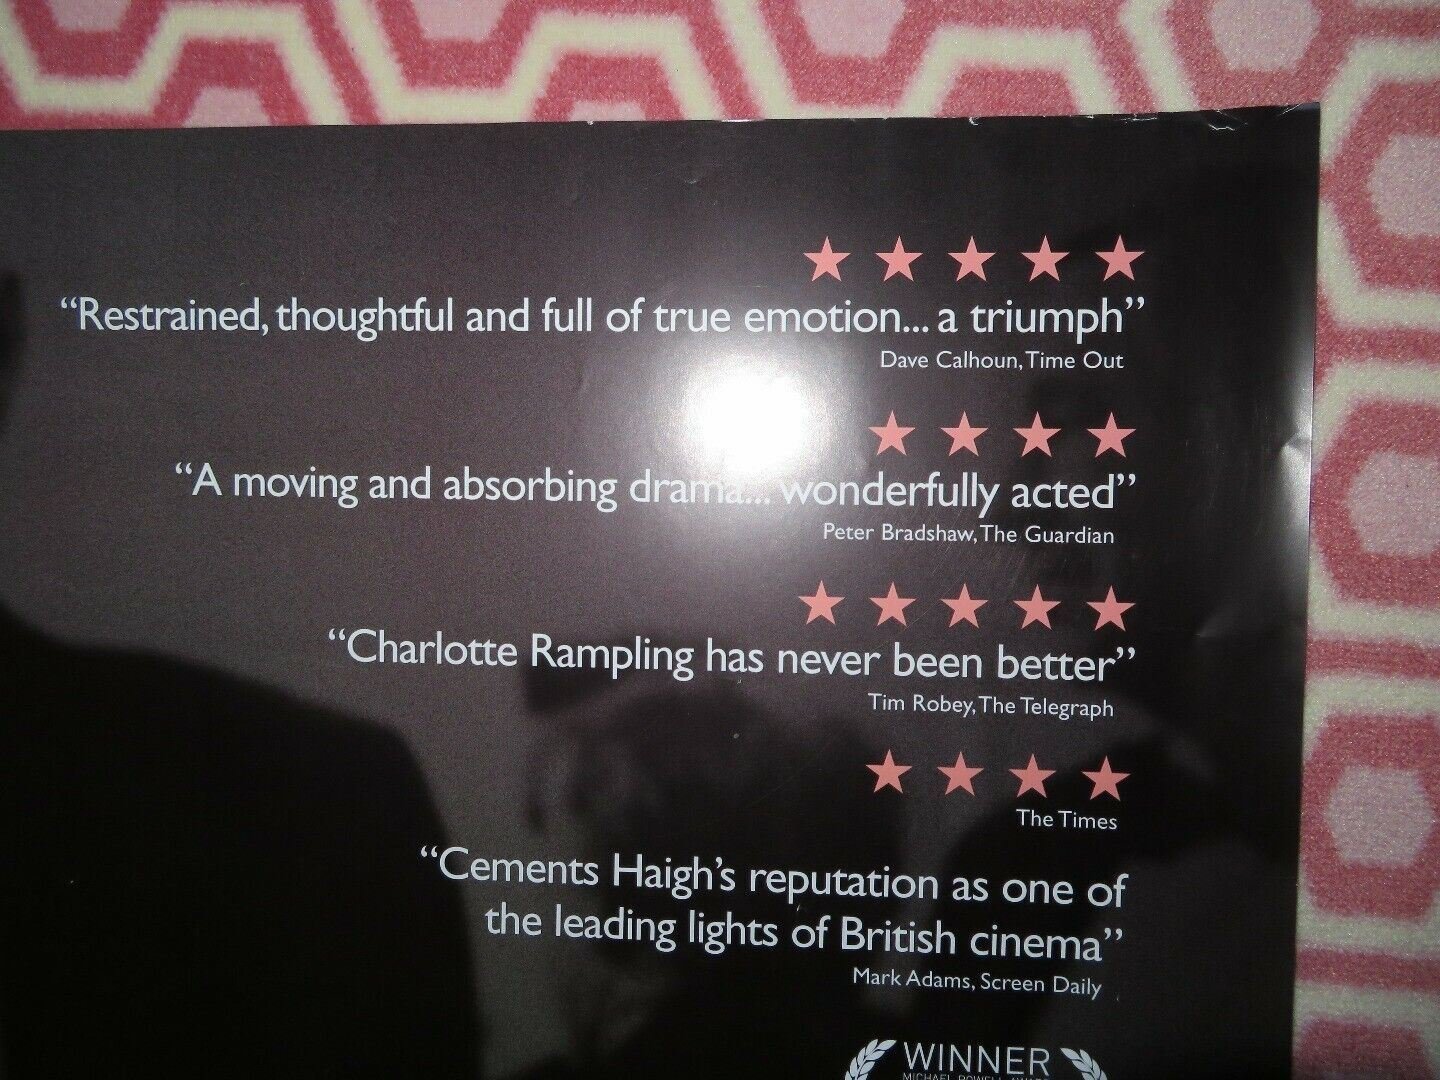 “Restrained, thoughtful and full of true emotion... a triumph”
Dave Calhoun, Time Out
“A moving and absorbing drama... wonderfully acted”
Peter Bradshaw, The Guardian
“Charlotte Rampling has never been better”
Tim Robey, The Telegraph
The Times
“Cements Haigh’s reputation as one of
the leading lights of British cinema”
Mark Adams, Screen Daily
WINNER
MICHAEL POWELL